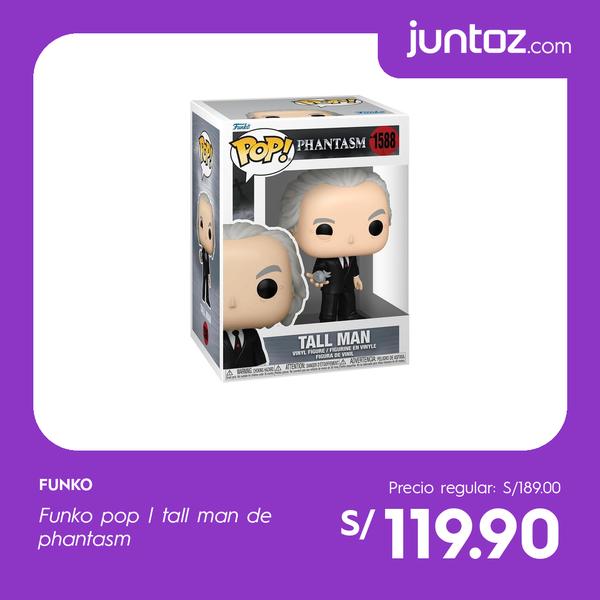 juntoz.com
Funko
POP!
PHANTASM
1588
TALL MAN
VINYL FIGURE / FIGURINE EN VINYLE
FIGURA DE VINIL
FUNKO
Funko pop | tall man de
phantasm
Precio regular: S/189.00
S/ 119.90